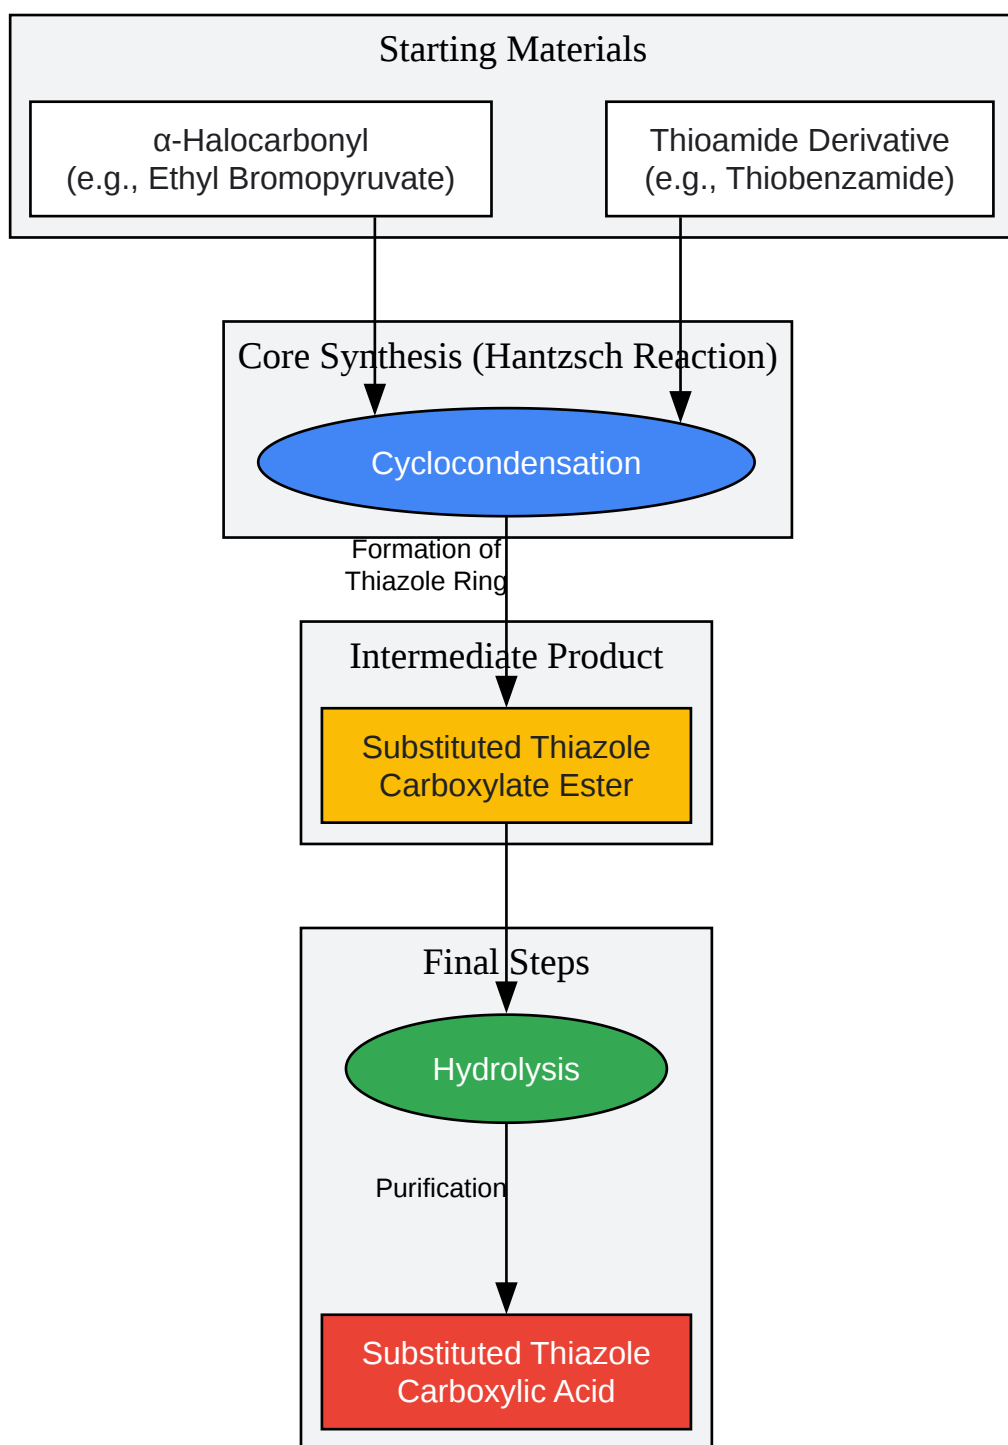 Starting Materials
α-Halocarbonyl
(e.g., Ethyl Bromopyruvate)
Thioamide Derivative
(e.g., Thiobenzamide)
Core Synthesis (Hantzsch Reaction)
Cyclocondensation
Formation of
Thiazole Ring
Intermediate Product
Substituted Thiazole
Carboxylate Ester
Final Steps
Hydrolysis
Purification
Substituted Thiazole
Carboxylic Acid